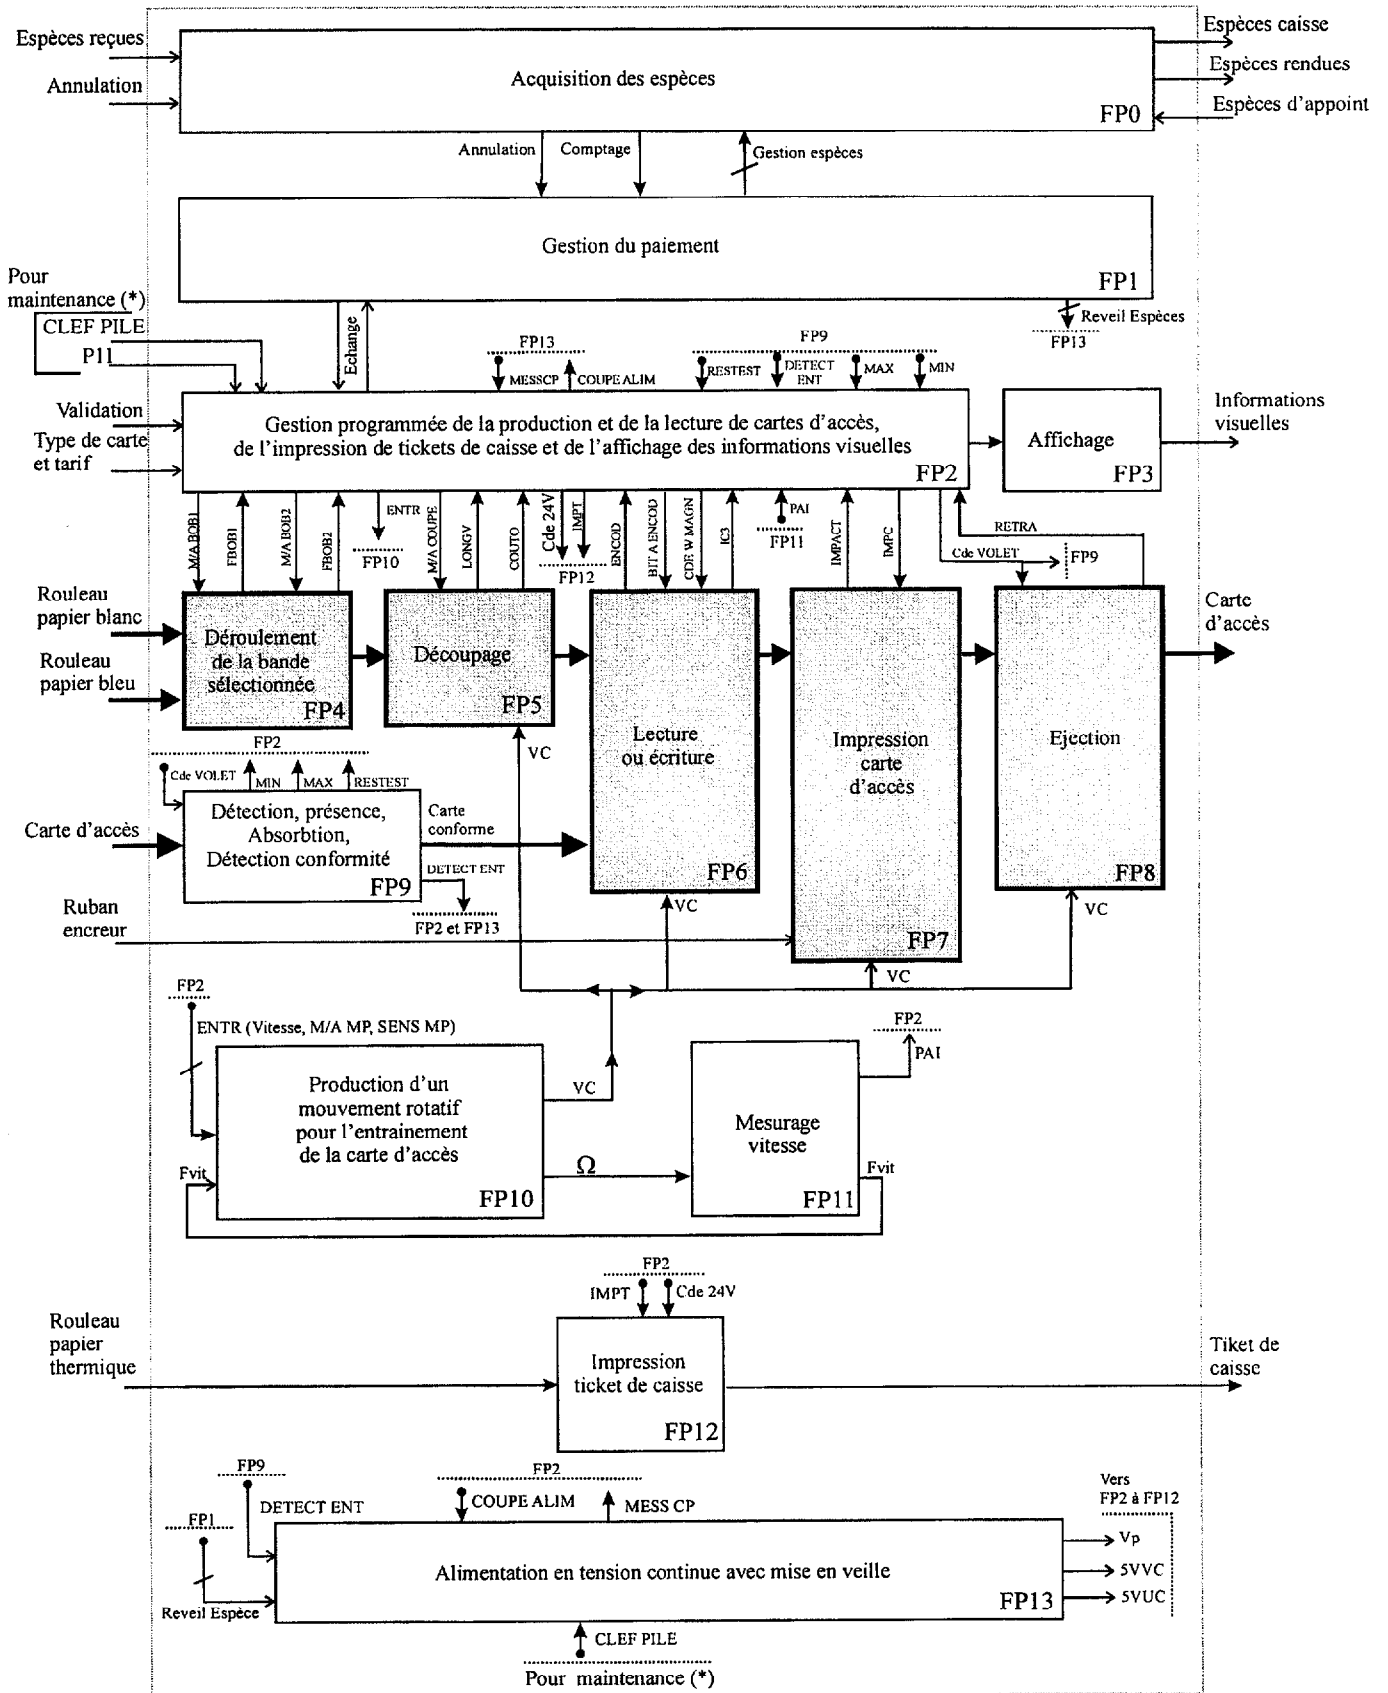 Espèces reçues
Annulation
Acquisition des espèces
FP0
Espèces caisse
Espèces rendues
Espèces d'appoint
Annulation
Comptage
Gestion espèces
Gestion du paiement
FP1
Pour
maintenance (*)
CLEF PILE
P11
Echange
Reveil Espèces
FP13
FP13
MESSCP
COUPE ALIM
FP9
RESTEST
DETECT
ENT
MAX
MIN
Validation
Type de carte
et tarif
Gestion programmée de la production et de la lecture de cartes d'accès,
de l'impression de tickets de caisse et de l'affichage des informations visuelles
FP2
Affichage
FP3
Informations
visuelles
M/A BOB1
FBOB1
M/A BOB2
FBOB2
ENTR
FP10
M/A COUPE
LONGV
COUTO
Cde 24V
IMPT
FP12
ENCOD
BIT A ENCOD
CDE W MAGN
IC3
PAI
FP11
IMPACT
IMPC
Cde VOLET
FP9
RETRA
Rouleau
papier blanc
Rouleau
papier bleu
Déroulement
de la bande
sélectionnée
FP4
Découpage
FP5
VC
Lecture
ou écriture
FP6
VC
Impression
carte
d'accès
FP7
VC
Ejection
FP8
VC
Carte
d'accès
FP2
Cde VOLET
MIN
MAX
RESTEST
Carte d'accès
Détection, présence,
Absorbtion,
Détection conformité
FP9
Carte
conforme
DETECT ENT
FP2 et FP13
Ruban
encreur
FP2
ENTR (Vitesse, M/A MP, SENS MP)
Production d'un
mouvement rotatif
pour l'entrainement
de la carte d'accès
FP10
VC
Ω
Fvit
Mesurage
vitesse
FP11
FP2
PAI
Fvit
FP2
IMPT
Cde 24V
Rouleau
papier
thermique
Impression
ticket de caisse
FP12
Tiket de
caisse
FP9
DETECT ENT
FP1
Reveil Espèce
FP2
COUPE ALIM
MESS CP
Alimentation en tension continue avec mise en veille
FP13
Vers
FP2 à FP12
Vp
5VVC
5VUC
CLEF PILE
Pour maintenance (*)